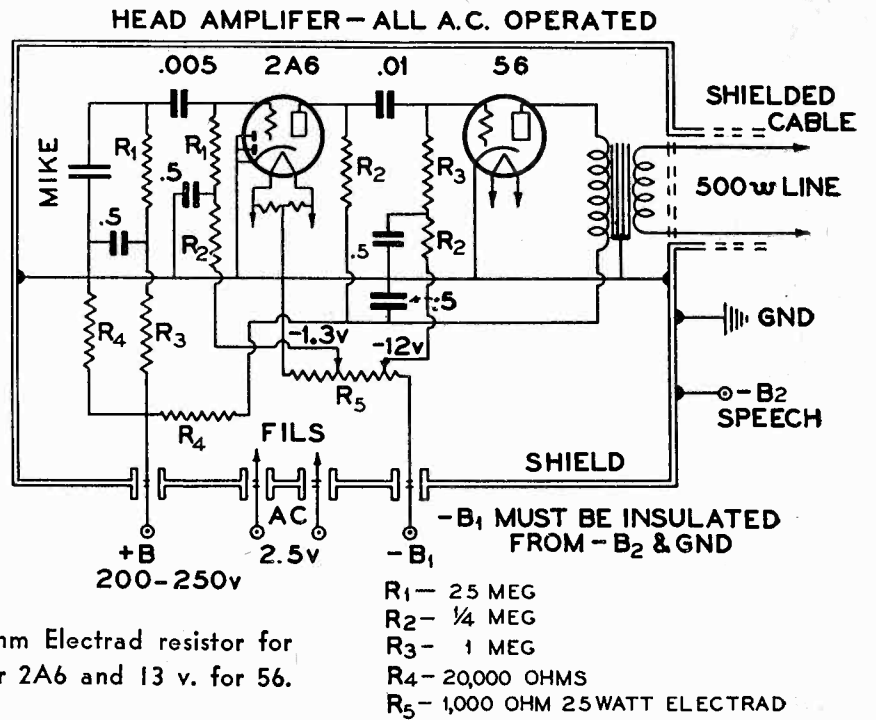 HEAD AMPLIFER - ALL A.C. OPERATED
.005
2A6
.01
56
SHIELDED
CABLE
MIKE
R1
.5
R1
R2
R3
500 w LINE
.5
R2
R2
.5
.5
R4
R3
-1.3v
-12v
GND
R5
-B2
SPEECH
R4
FILS
SHIELD
AC
+B
2.5v
-B1
-B1 MUST BE INSULATED
FROM -B2 & GND
200-250v
R1- 25 MEG
R2- ¼ MEG
R3- 1 MEG
R4- 20,000 OHMS
R5- 1,000 OHM 25 WATT ELECTRAD
hm Electrad resistor for
r 2A6 and 13 v. for 56.